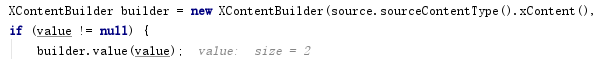 XContentBuilder builder = new XContentBuilder(source.sourceContentType().xContent(),
if (value != null) {
builder.value(value); value: size = 2